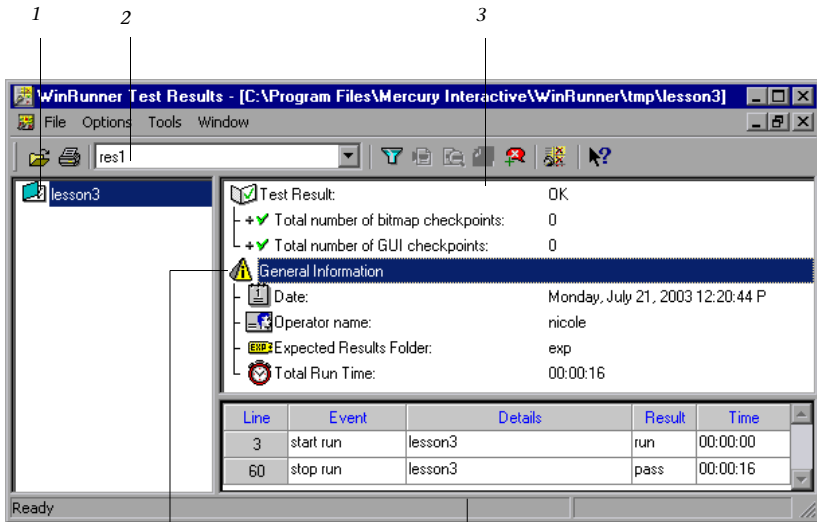 1 2 3
WinRunner Test Results - [C:\Program Files\Mercury Interactive\WinRunner\tmp\lesson3]
File Options Tools Window
res1
lesson3
Test Result: OK
Total number of bitmap checkpoints: 0
Total number of GUI checkpoints: 0
General Information
Date: Monday, July 21, 2003 12:20:44 P
Operator name: nicole
EXP Expected Results Folder: exp
Total Run Time: 00:00:16
Line Event Details Result Time
3 start run lesson3 run 00:00:00
60 stop run lesson3 pass 00:00:16
Ready